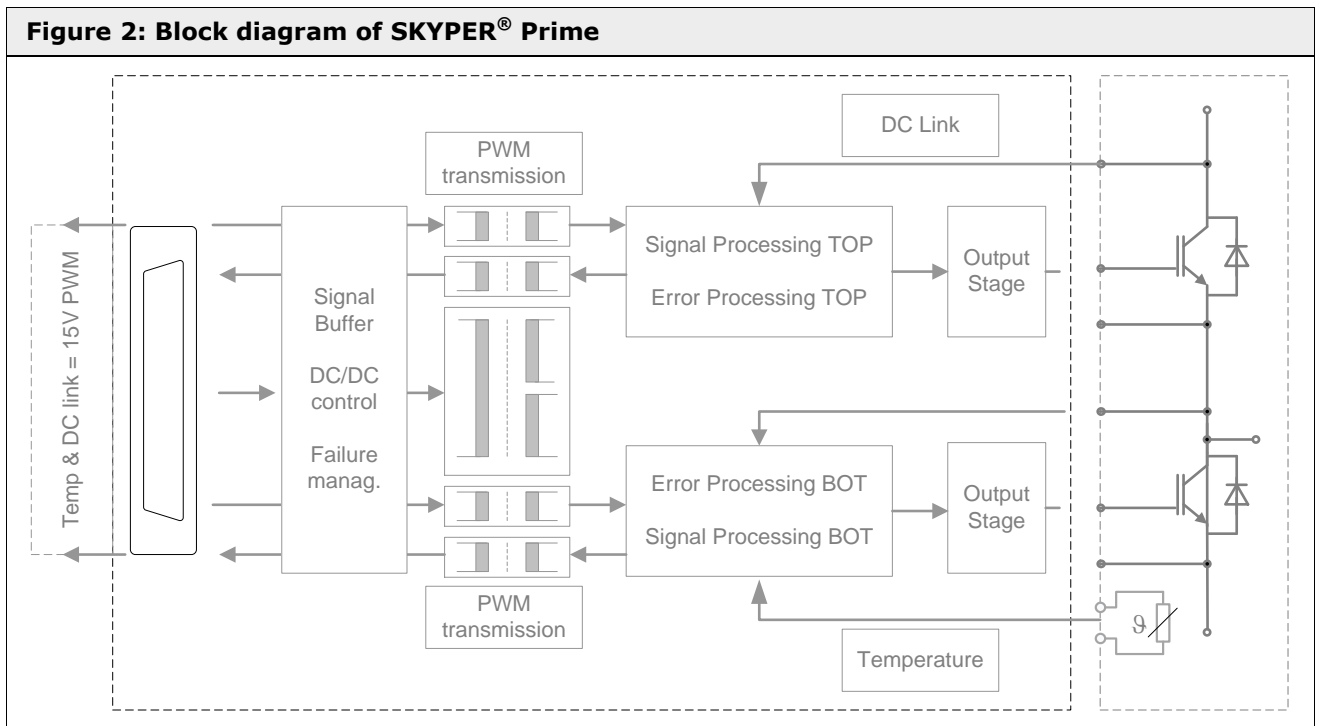 Figure 2: Block diagram of SKYPER® Prime
DC Link
PWM
transmission
Temp & DC link = 15V PWM
Signal
Buffer
DC/DC
control
Failure
manag.
Signal Processing TOP
Error Processing TOP
Output
Stage
Error Processing BOT
Signal Processing BOT
Output
Stage
PWM
transmission
Temperature
ϑ